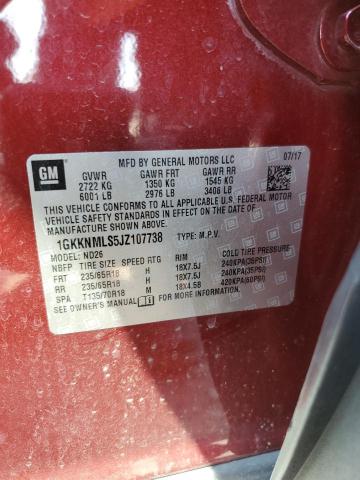 MFD BY GENERAL MOTORS LLC 07/17
GM GVWR GAWR FRT GAWR RR
2722 KG 1350 KG 1545 KG
6001 LB 2976 LB 3406 LB
THIS VEHICLE CONFORMS TO ALL APPLICABLE U.S. FEDERAL MOTOR
VEHICLE SAFETY STANDARDS IN EFFECT ON THE DATE OF
MANUFACTURE SHOWN ABOVE.
1GKKNMLS5JZ107738 TYPE: M.P.V.
MODEL: ND26
NBFP TIRE SIZE SPEED RTG RIM COLD TIRE PRESSURE
FRT 235/65R18 H 18X7.5J 240KPA(35PSI)
RR 235/65R18 H 18X7.5J 240KPA(35PSI)
SPA T135/70R18 M 18X4.5B 420KPA(60PSI)
SEE OWNER'S MANUAL FOR MORE INFORMATION.